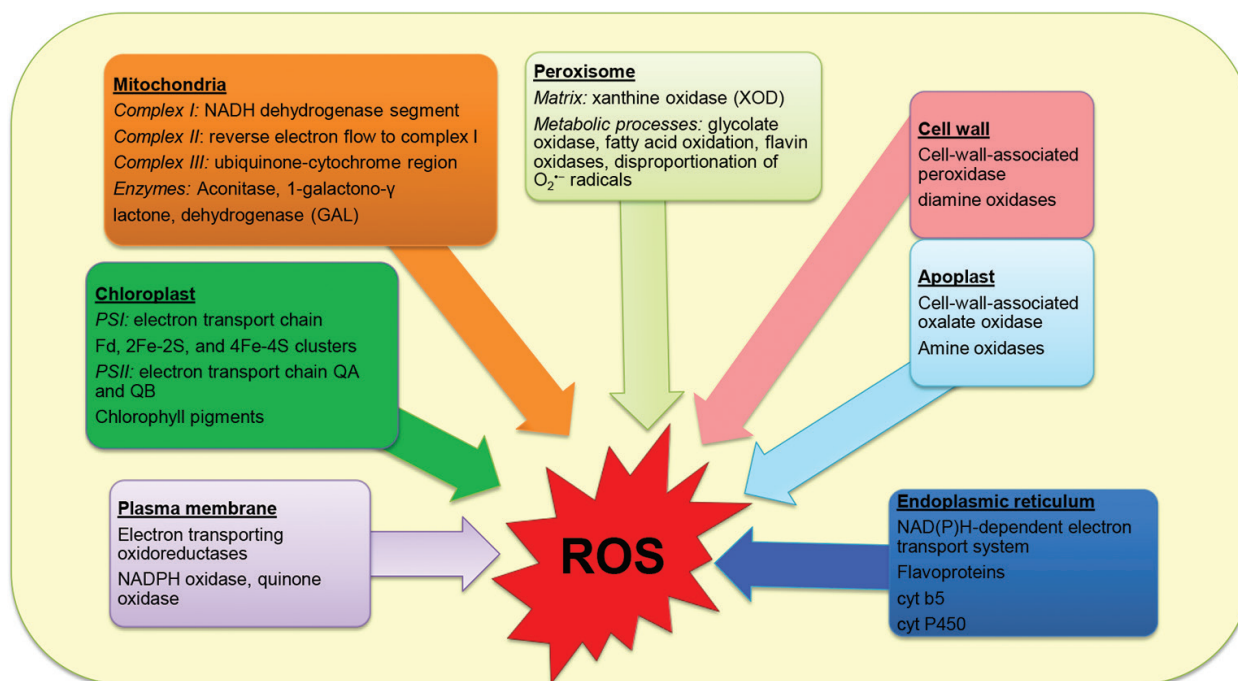 Mitochondria
Complex I: NADH dehydrogenase segment
Complex II: reverse electron flow to complex I
Complex III: ubiquinone-cytochrome region
Enzymes: Aconitase, 1-galactono-γ
lactone, dehydrogenase (GAL)
Peroxisome
Matrix: xanthine oxidase (XOD)
Metabolic processes: glycolate
oxidase, fatty acid oxidation, flavin
oxidases, disproportionation of
O₂•− radicals
Cell wall
Cell-wall-associated
peroxidase
diamine oxidases
Chloroplast
PSI: electron transport chain
Fd, 2Fe-2S, and 4Fe-4S clusters
PSII: electron transport chain QA
and QB
Chlorophyll pigments
Apoplast
Cell-wall-associated
oxalate oxidase
Amine oxidases
Plasma membrane
Electron transporting
oxidoreductases
NADPH oxidase, quinone
oxidase
ROS
Endoplasmic reticulum
NAD(P)H-dependent electron
transport system
Flavoproteins
cyt b5
cyt P450